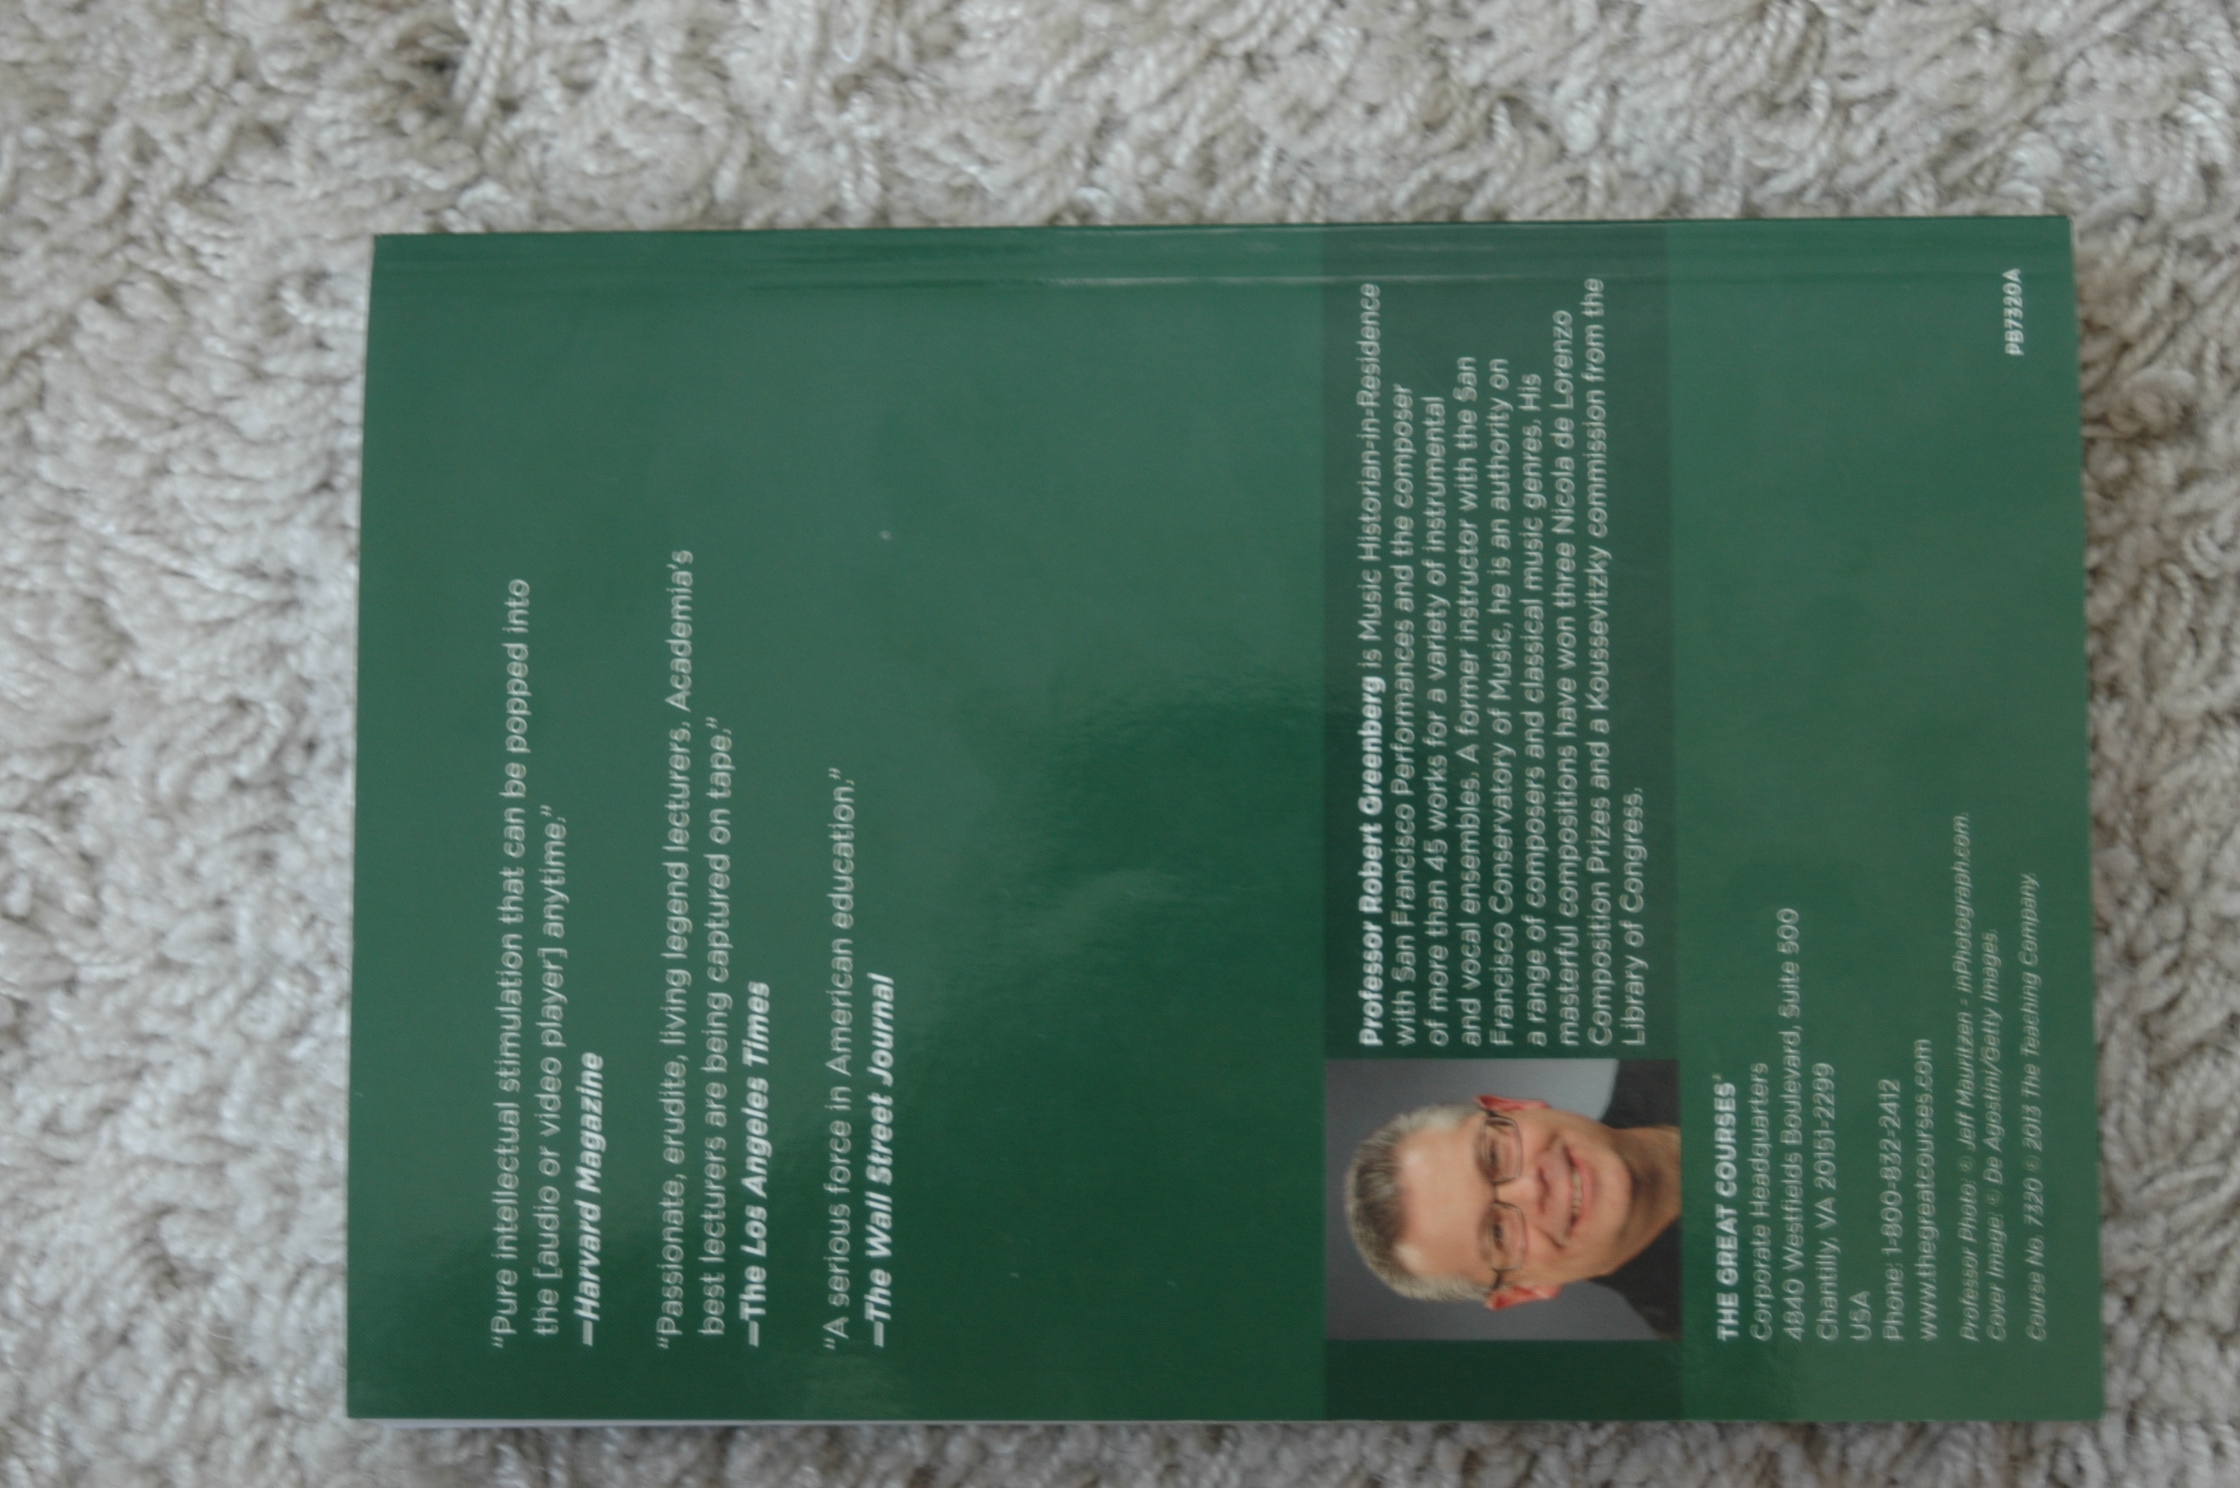 "Pure intellectual stimulation that can be popped into
the [audio or video player] anytime."
—Harvard Magazine
"Passionate, erudite, living legend lecturers. Academia's
best lecturers are being captured on tape."
—The Los Angeles Times
"A serious force in American education."
—The Wall Street Journal
Professor Robert Greenberg is Music Historian-in-Residence
with San Francisco Performances and the composer
of more than 45 works for a variety of instrumental
and vocal ensembles. A former instructor with the San
Francisco Conservatory of Music, he is an authority on
a range of composers and classical music genres. His
masterful compositions have won three Nicola de Lorenzo
Composition Prizes and a Koussevitzky commission from the
Library of Congress.
THE GREAT COURSES®
Corporate Headquarters
4840 Westfields Boulevard, Suite 500
Chantilly, VA 20151-2299
USA
Phone: 1-800-832-2412
www.thegreatcourses.com
Professor Photo: © Jeff Mauritzen - inPhotograph.com.
Cover Image: © De Agostini/Getty Images.
Course No. 7320 © 2013 The Teaching Company.
PB7320A